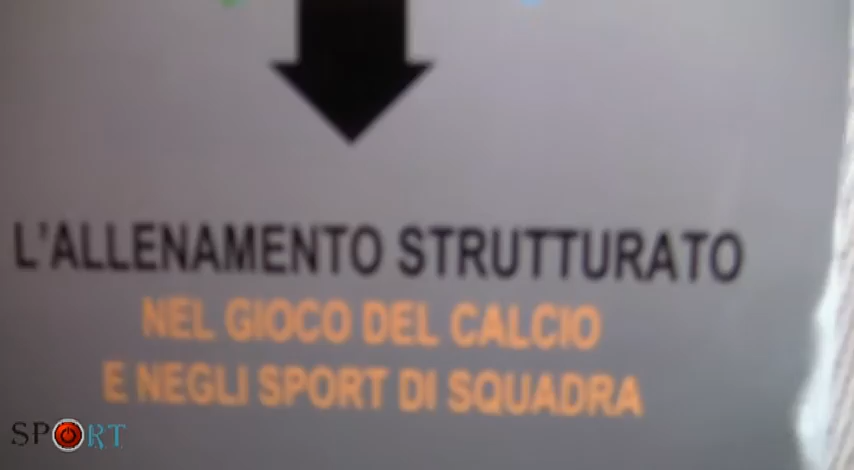 L'ALLENAMENTO STRUTTURATO
NEL GIOCO DEL CALCIO
E NEGLI SPORT DI SQUADRA
SPORT